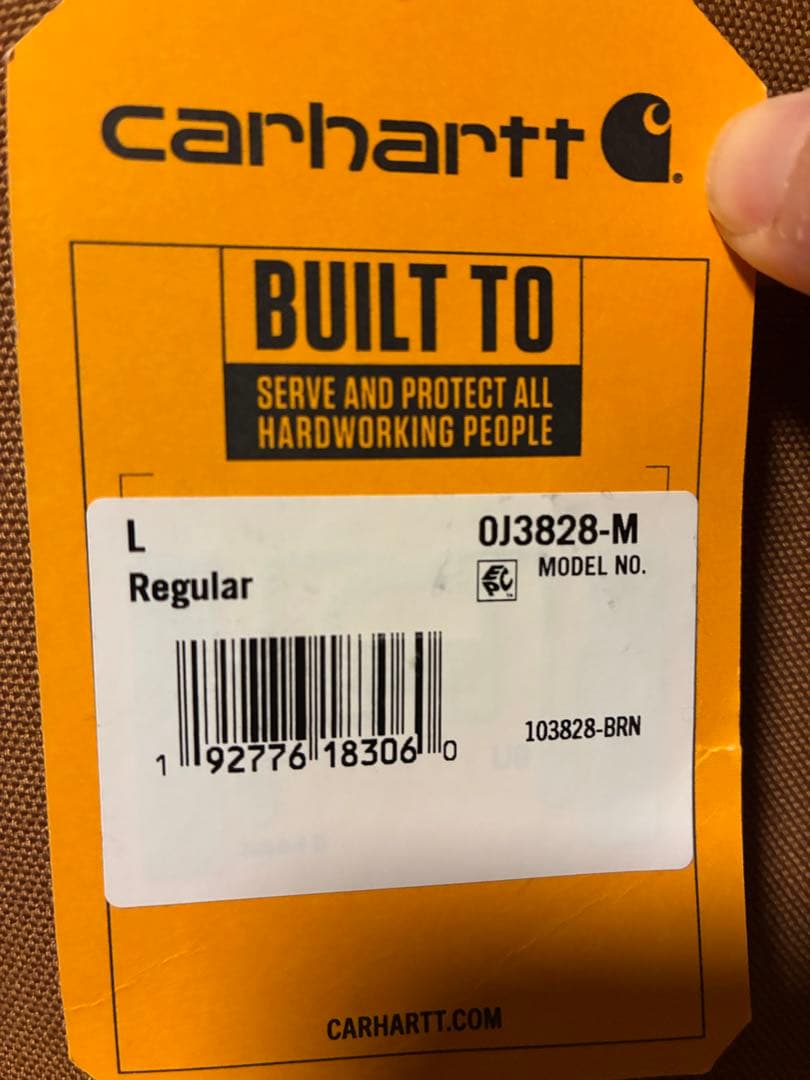 carhartt
BUILT TO
SERVE AND PROTECT ALL
HARDWORKING PEOPLE
L
0J3828-M
Regular
EPC
MODEL NO.
103828-BRN
1 92776 18306 0
CARHARTT.COM